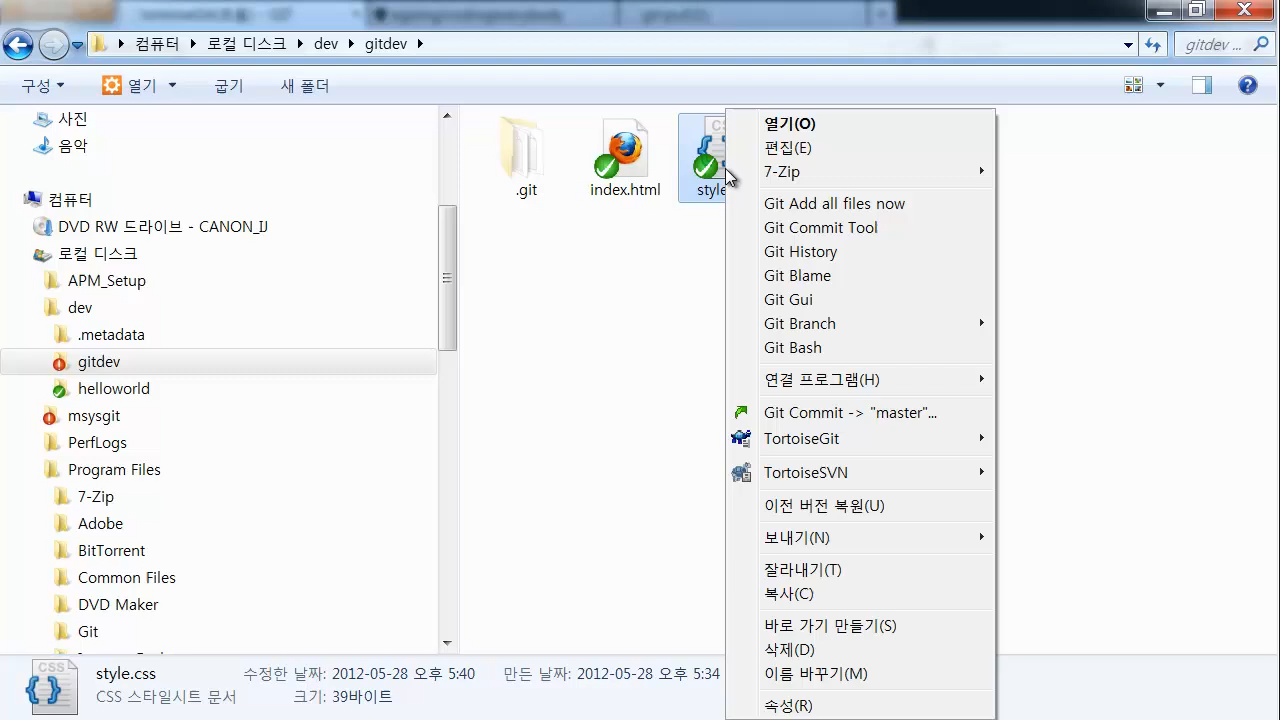 컴퓨터 로컬 디스크 dev gitdev
gitdev ...
구성 열기 굽기 새 폴더
사진
음악
컴퓨터
DVD RW 드라이브 - CANON_IJ
로컬 디스크
APM_Setup
dev
.metadata
gitdev
helloworld
msysgit
PerfLogs
Program Files
7-Zip
Adobe
BitTorrent
Common Files
DVD Maker
Git
.git
index.html
style
CSS
열기(O)
편집(E)
7-Zip
Git Add all files now
Git Commit Tool
Git History
Git Blame
Git Gui
Git Branch
Git Bash
연결 프로그램(H)
Git Commit -> "master"...
TortoiseGit
TortoiseSVN
이전 버전 복원(U)
보내기(N)
잘라내기(T)
복사(C)
바로 가기 만들기(S)
삭제(D)
이름 바꾸기(M)
속성(R)
style.css 수정한 날짜: 2012-05-28 오후 5:40 만든 날짜: 2012-05-28 오후 5:34
CSS 스타일시트 문서 크기: 39바이트